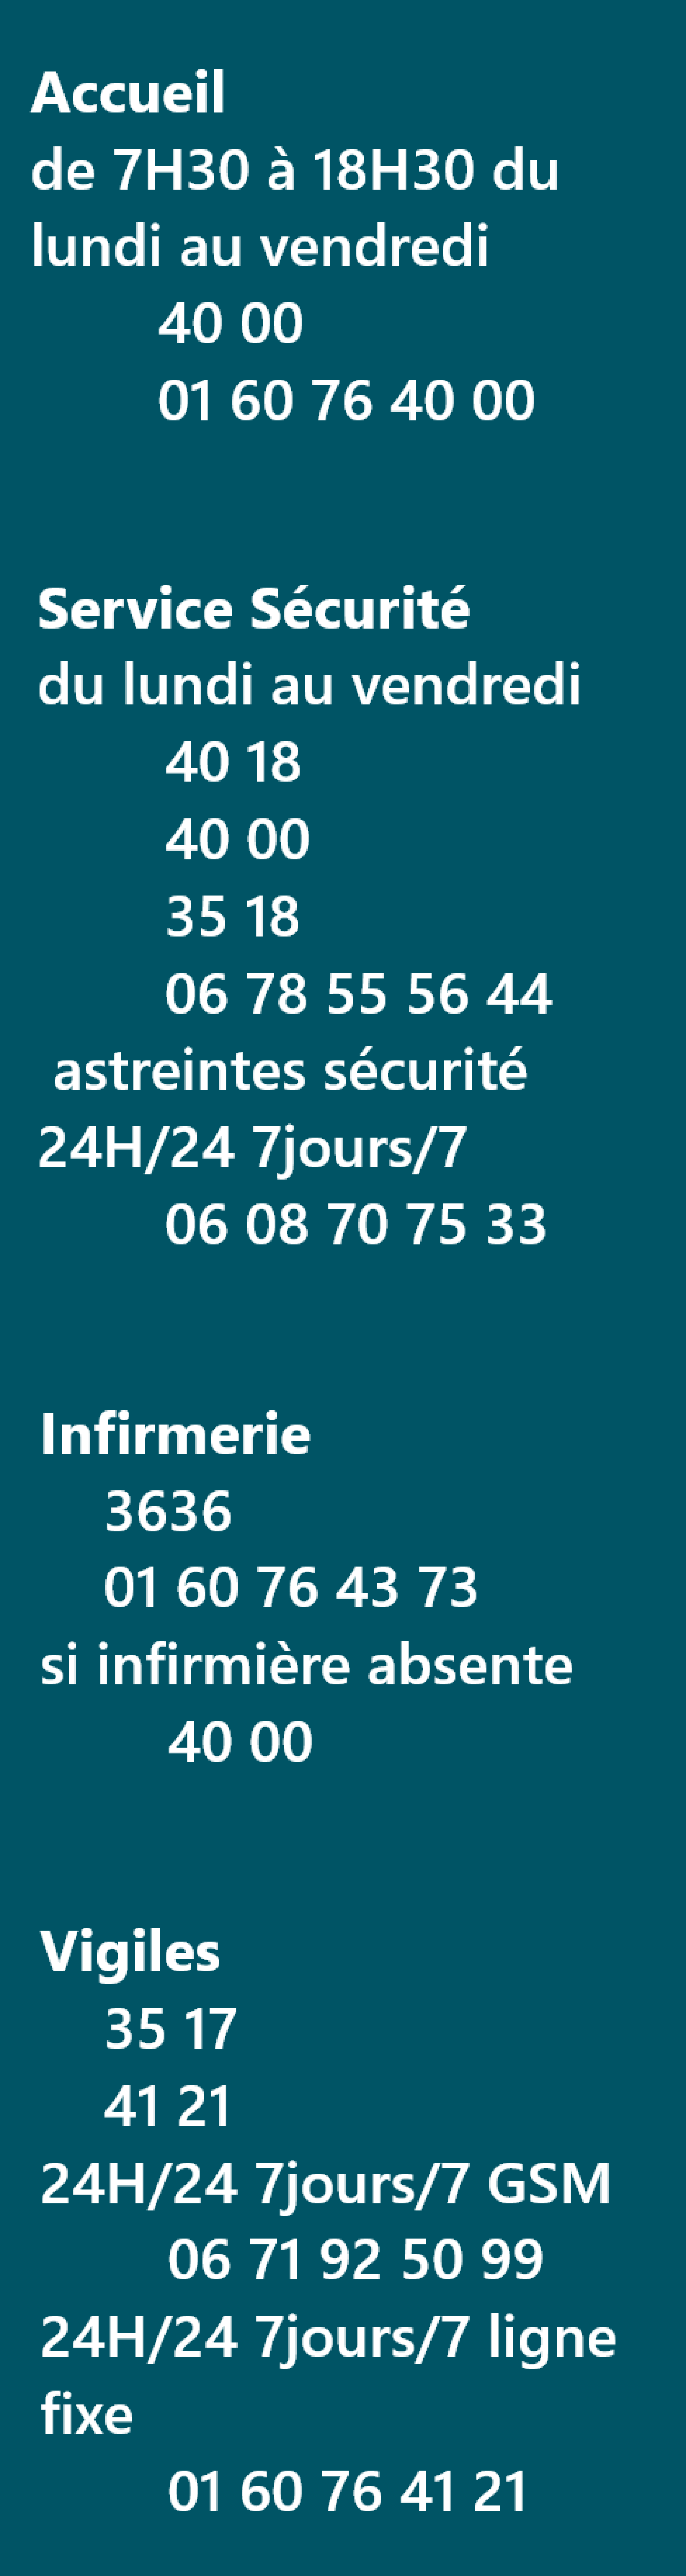 Accueil
de 7H30 à 18H30 du
lundi au vendredi
40 00
01 60 76 40 00
Service Sécurité
du lundi au vendredi
40 18
40 00
35 18
06 78 55 56 44
astreintes sécurité
24H/24 7jours/7
06 08 70 75 33
Infirmerie
3636
01 60 76 43 73
si infirmière absente
40 00
Vigiles
35 17
41 21
24H/24 7jours/7 GSM
06 71 92 50 99
24H/24 7jours/7 ligne
fixe
01 60 76 41 21